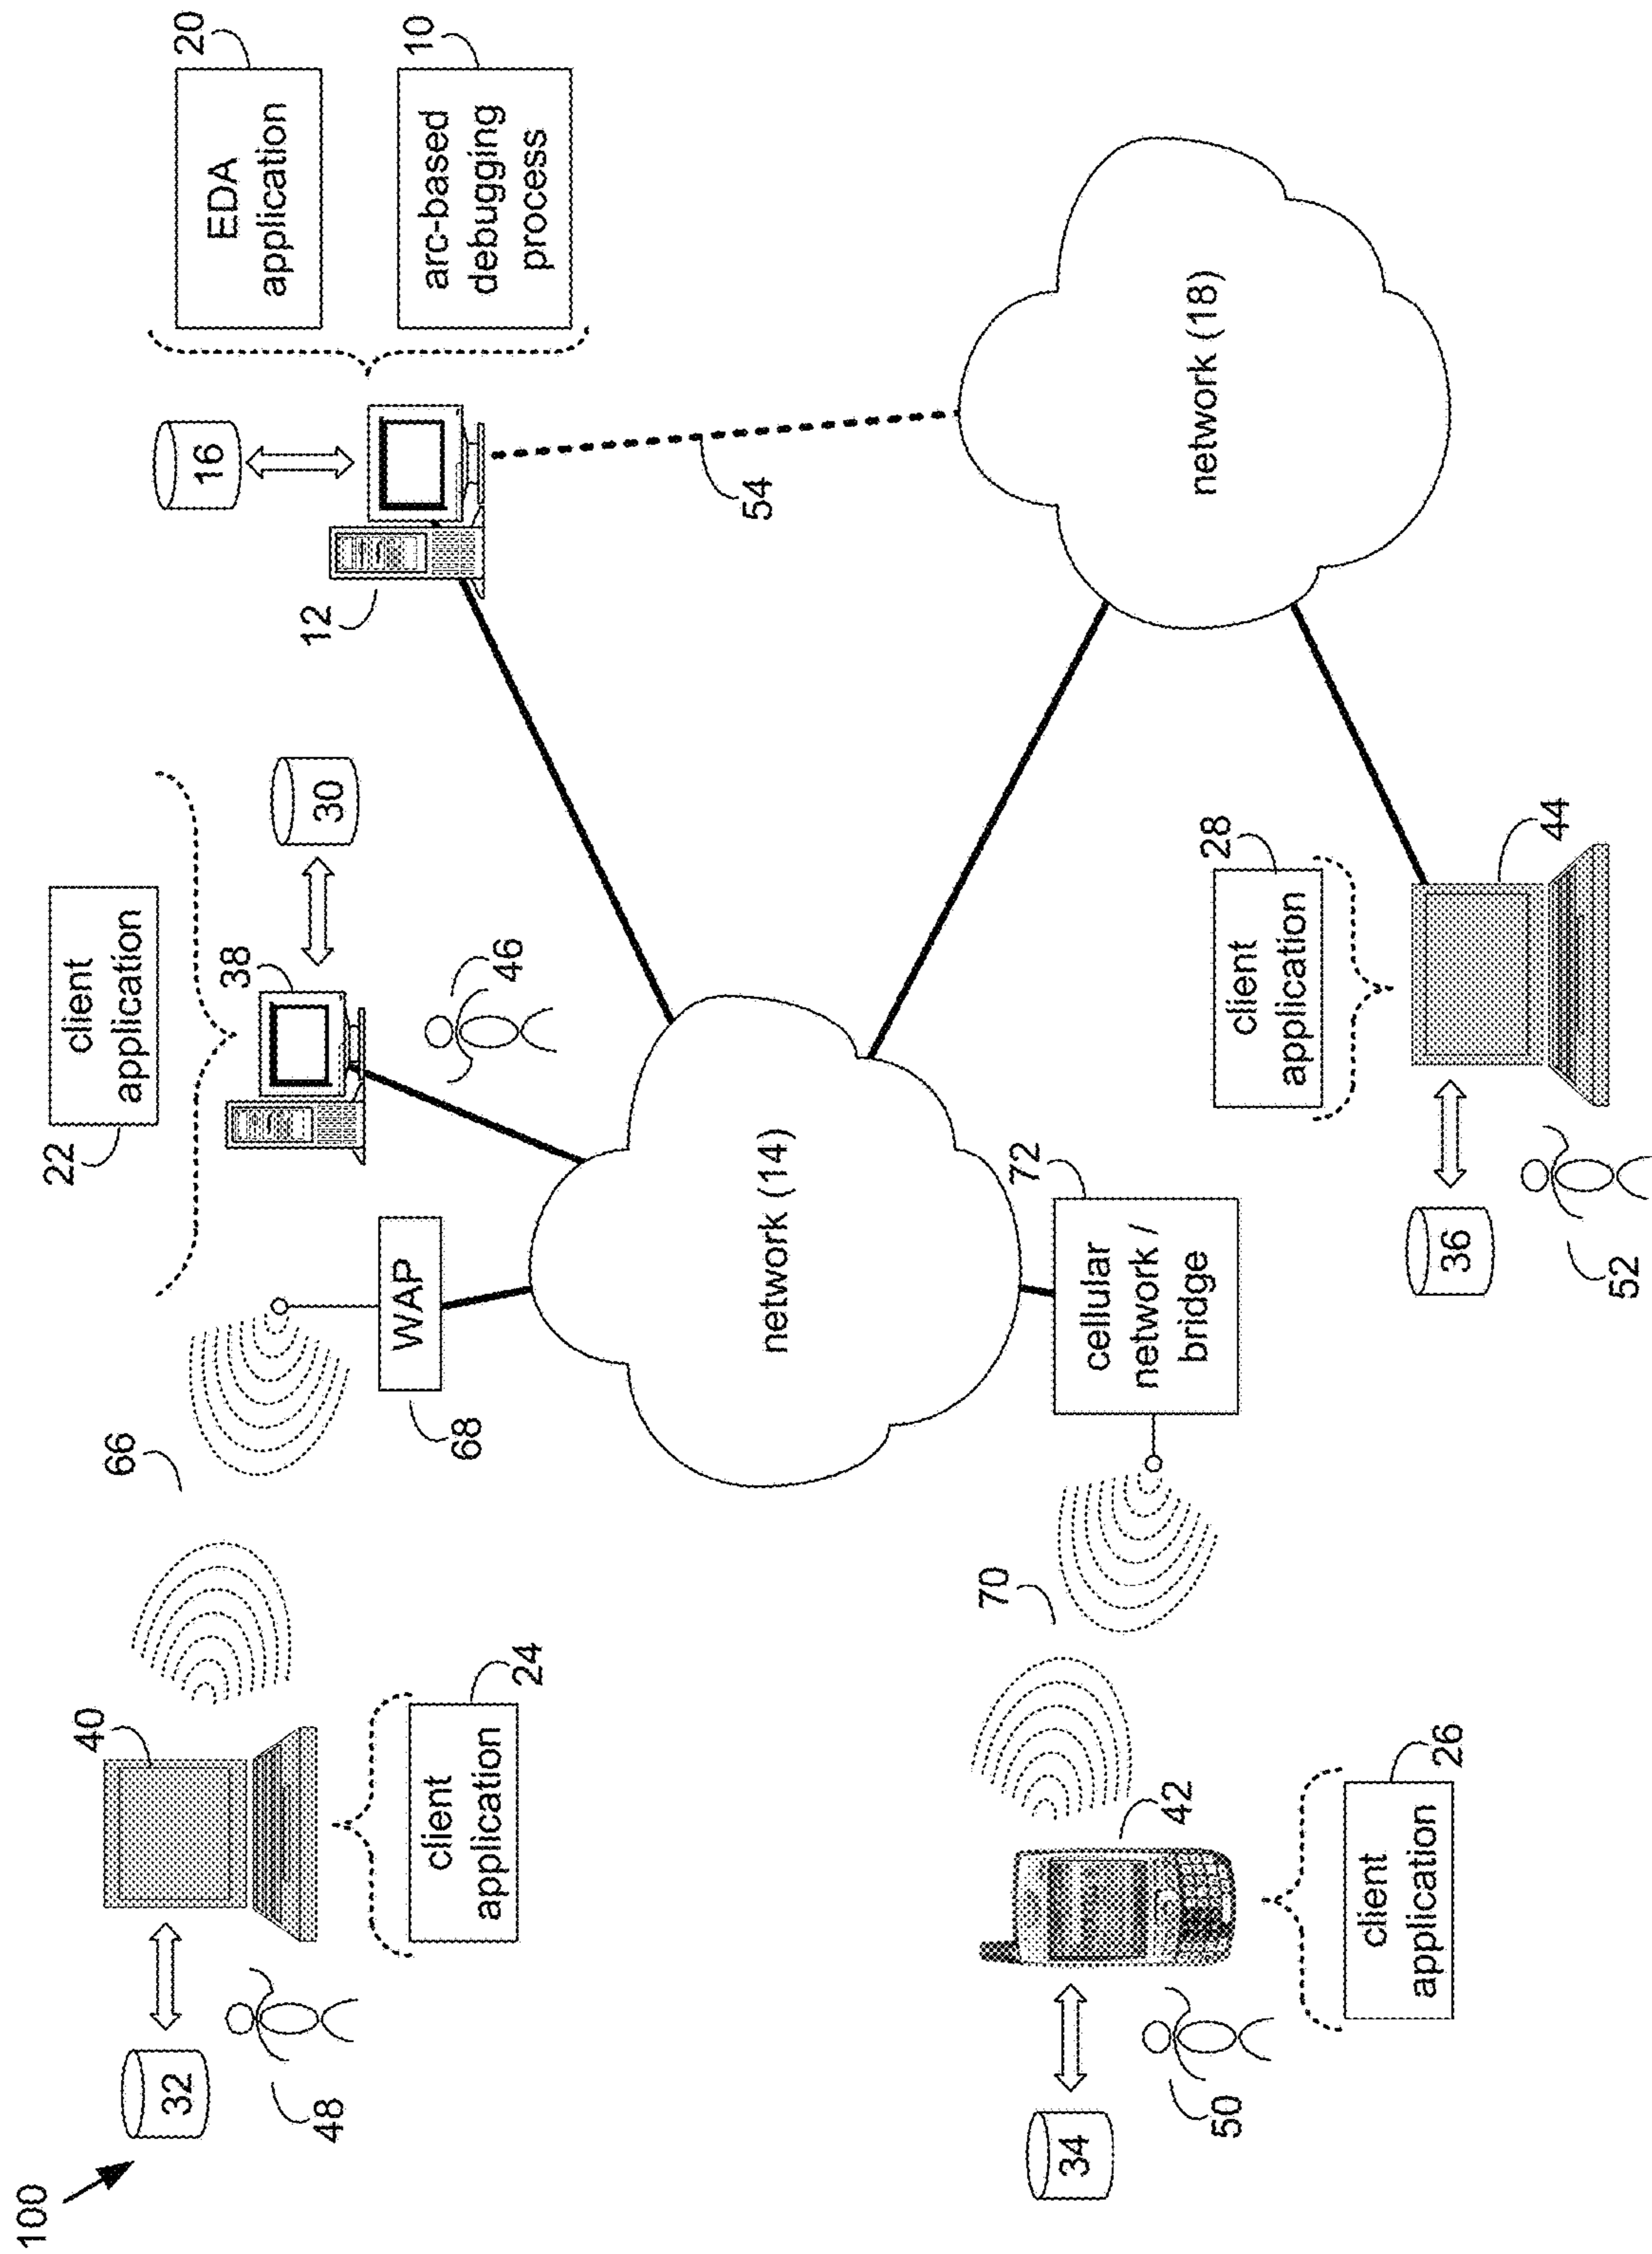 100
32
48
40
client
application
24
66
WAP
68
client
application
22
38
30
46
12
16
EDA
application
20
arc-based
debugging
process
10
54
network (14)
network (18)
34
50
42
client
application
26
70
cellular
network /
bridge
72
client
application
28
36
52
44